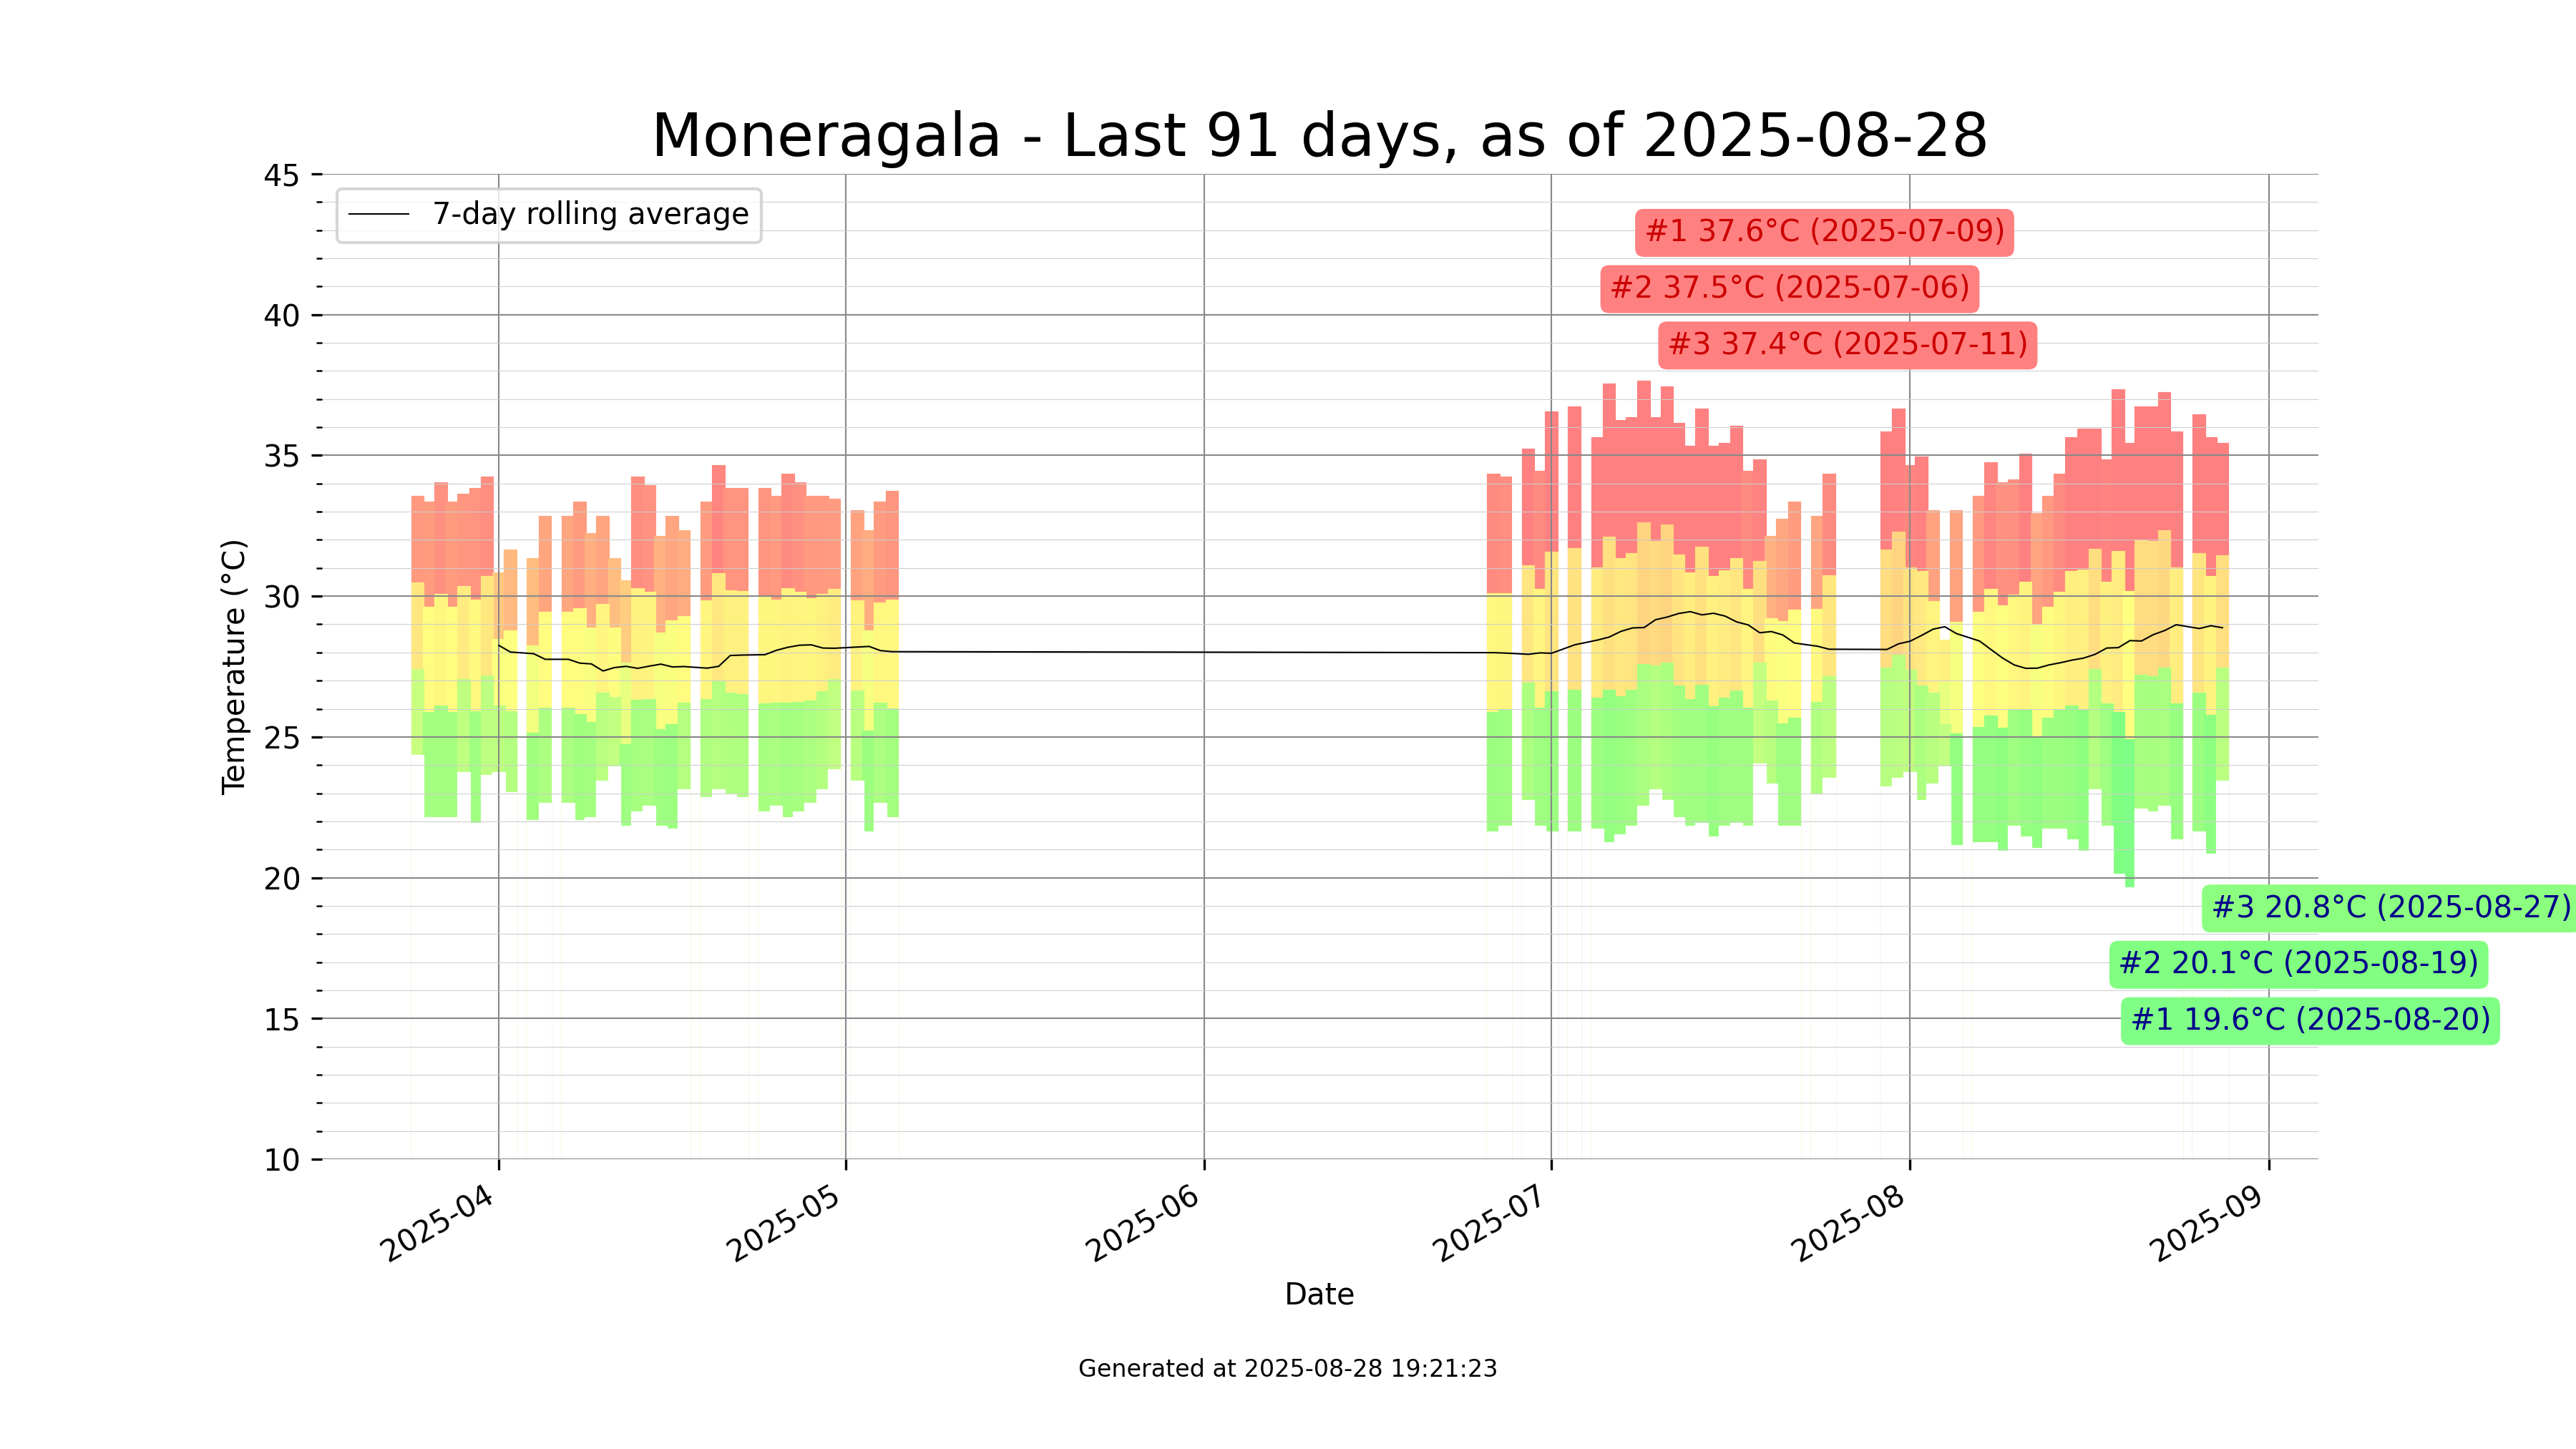 Moneragala - Last 91 days, as of 2025-08-28
7-day rolling average
#1 37.6°C (2025-07-09)
#2 37.5°C (2025-07-06)
#3 37.4°C (2025-07-11)
#3 20.8°C (2025-08-27)
#2 20.1°C (2025-08-19)
#1 19.6°C (2025-08-20)
Temperature (°C)
45
40
35
30
25
20
15
10
2025-04
2025-05
2025-06
2025-07
2025-08
2025-09
Date
Generated at 2025-08-28 19:21:23